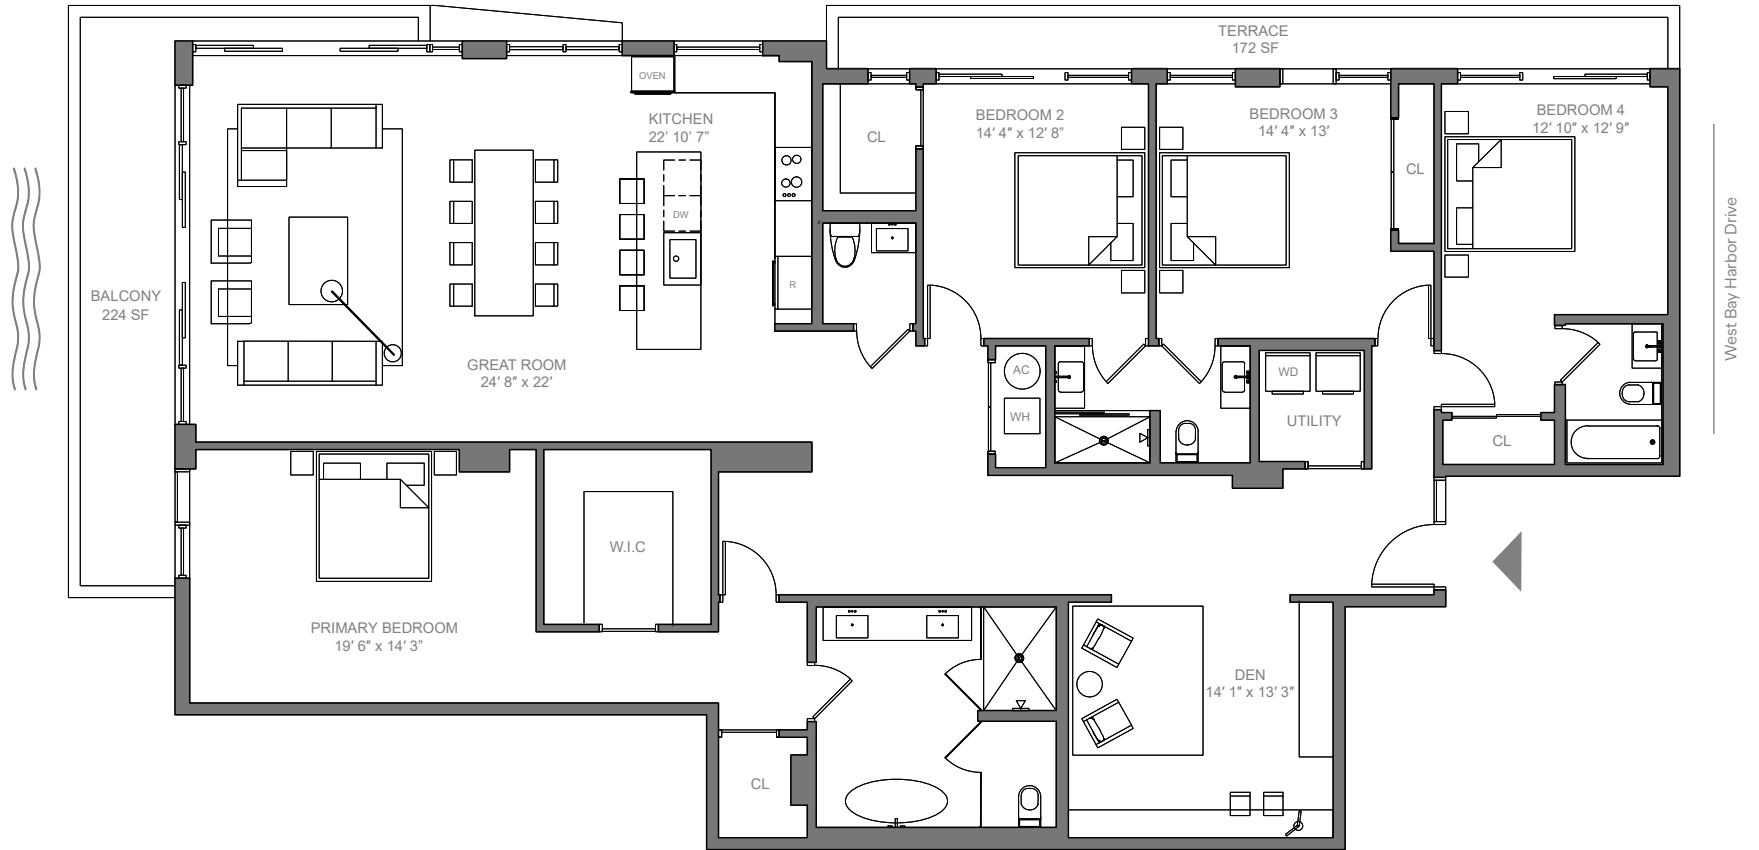 TERRACE
172 SF
OVEN
KITCHEN
22’ 10’ 7”
BEDROOM 2
14′ 4″ x 12′ 8”
BEDROOM 3
14′ 4″ x 13′
BEDROOM 4
12′ 10″ x 12′ 9″
CL
CL
DW
R
BALCONY
224 SF
West Bay Harbor Drive
GREAT ROOM
24′ 8″ x 22′
AC
WH
WD
UTILITY
CL
W.I.C
PRIMARY BEDROOM
19′ 6″ x 14′ 3”
DEN
14′ 1″ x 13′ 3″
CL